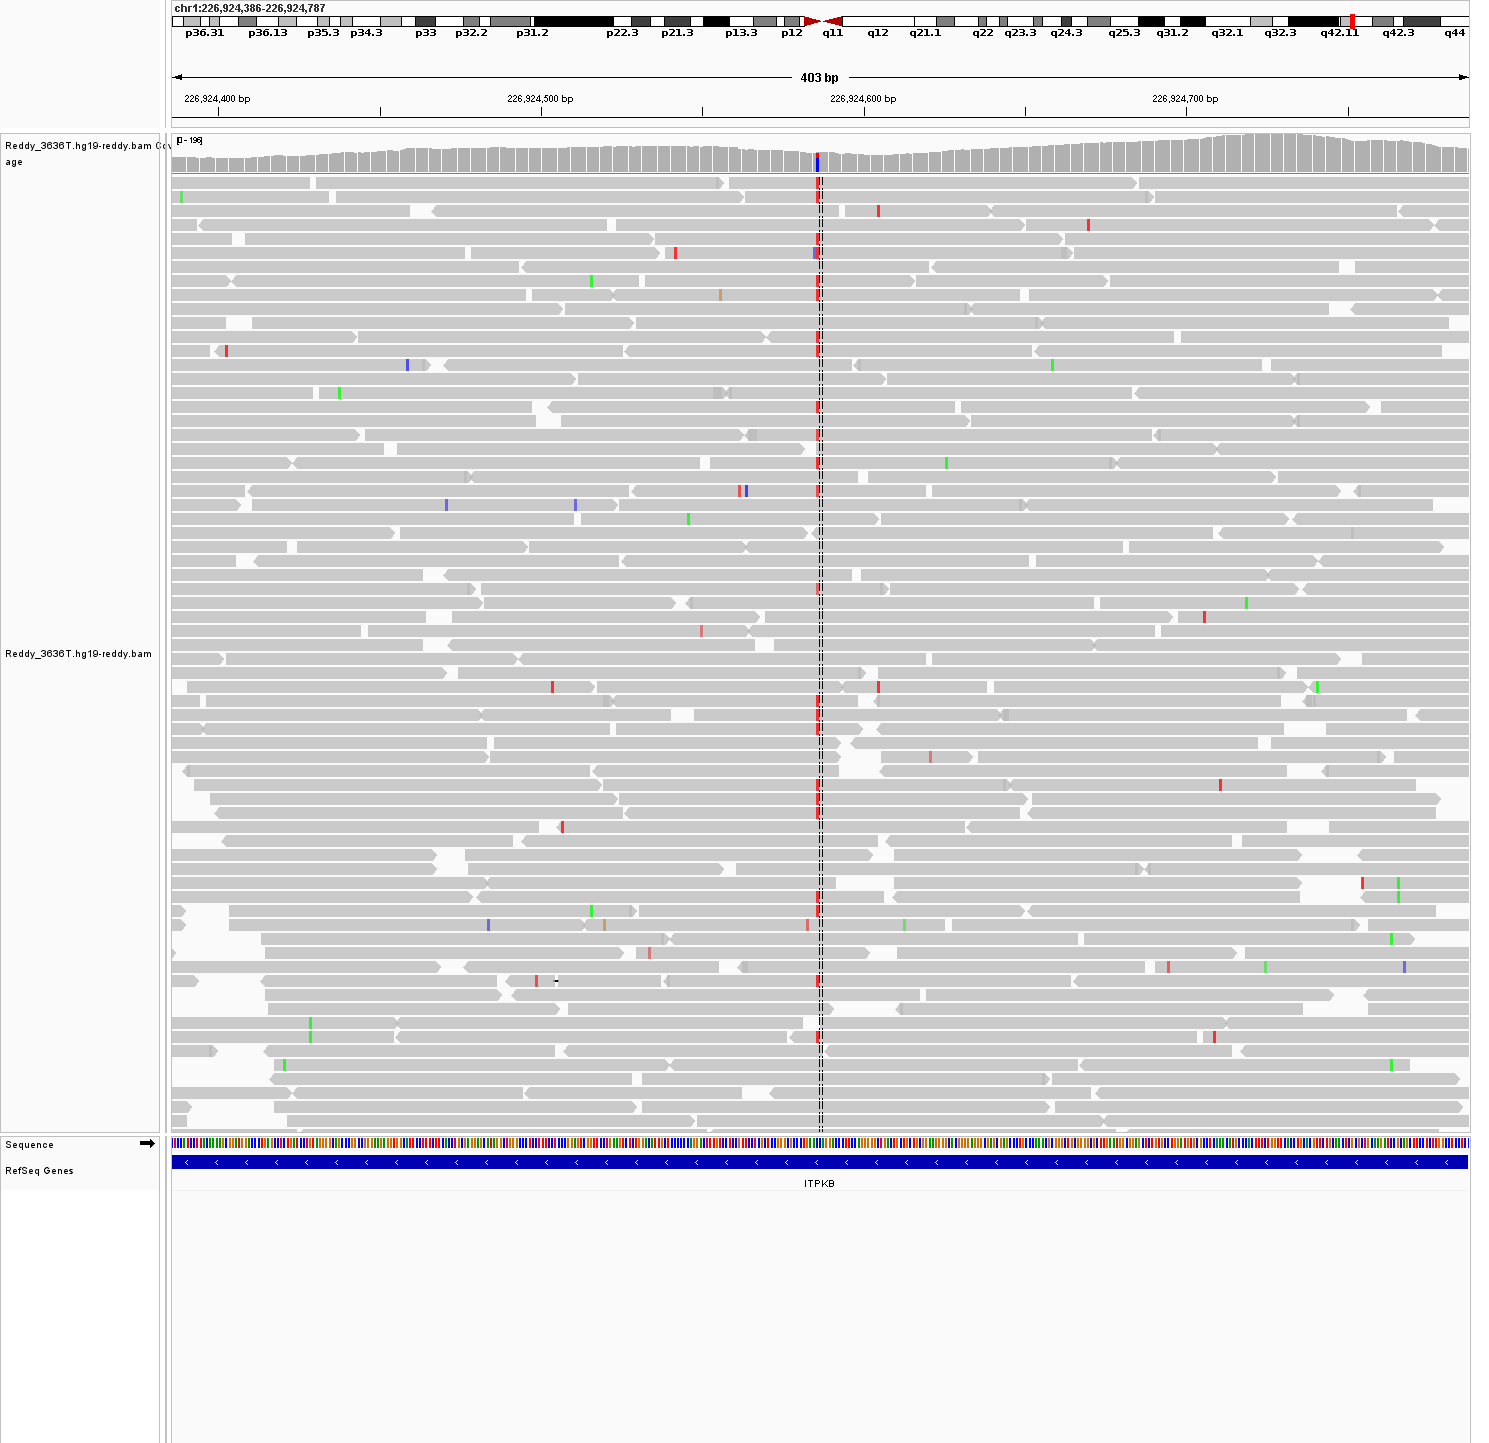 chr1:226,924,386-226,924,787
p36.31 p36.13 p35.3 p34.3 p33 p32.2 p31.2 p22.3 p21.3 p13.3 p12 q11 q12 q21.1 q22 q23.3 q24.3 q25.3 q31.2 q32.1 q32.3 q42.11 q42.3 q44
403 bp
226,924,400 bp 226,924,500 bp 226,924,600 bp 226,924,700 bp
[0 - 196]
Reddy_3636T.hg19-reddy.bam Cov
age
Reddy_3636T.hg19-reddy.bam
Sequence
RefSeq Genes
ITPKB